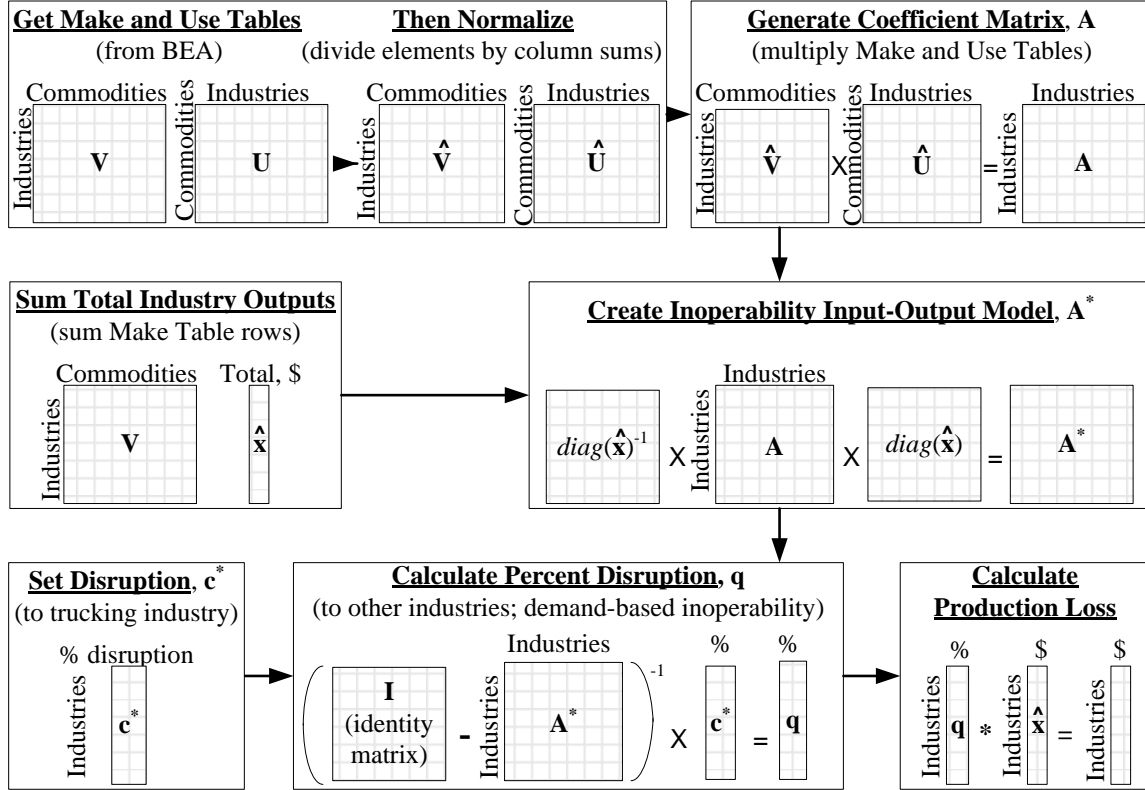 Get Make and Use Tables
(from BEA)
Then Normalize
(divide elements by column sums)
Commodities
Industries
V
Industries
Commodities
U
Commodities
Industries
V̂
Industries
Commodities
Û
Generate Coefficient Matrix, A
(multiply Make and Use Tables)
Commodities
Industries
V̂
X
Industries
Commodities
Û
=
Industries
A
Sum Total Industry Outputs
(sum Make Table rows)
Commodities
Total, $
Industries
V
x̂
Create Inoperability Input-Output Model, A*
Industries
diag(x̂)⁻¹
X
Industries
A
X
diag(x̂)
=
A*
Set Disruption, c*
(to trucking industry)
% disruption
Industries
c*
Calculate Percent Disruption, q
(to other industries; demand-based inoperability)
Industries
%
%
(
I
(identity
matrix)
-
Industries
A*
)
-1
X
c*
=
q
Calculate
Production Loss
%
$
$
Industries
q
*
Industries
x̂
=
Industries